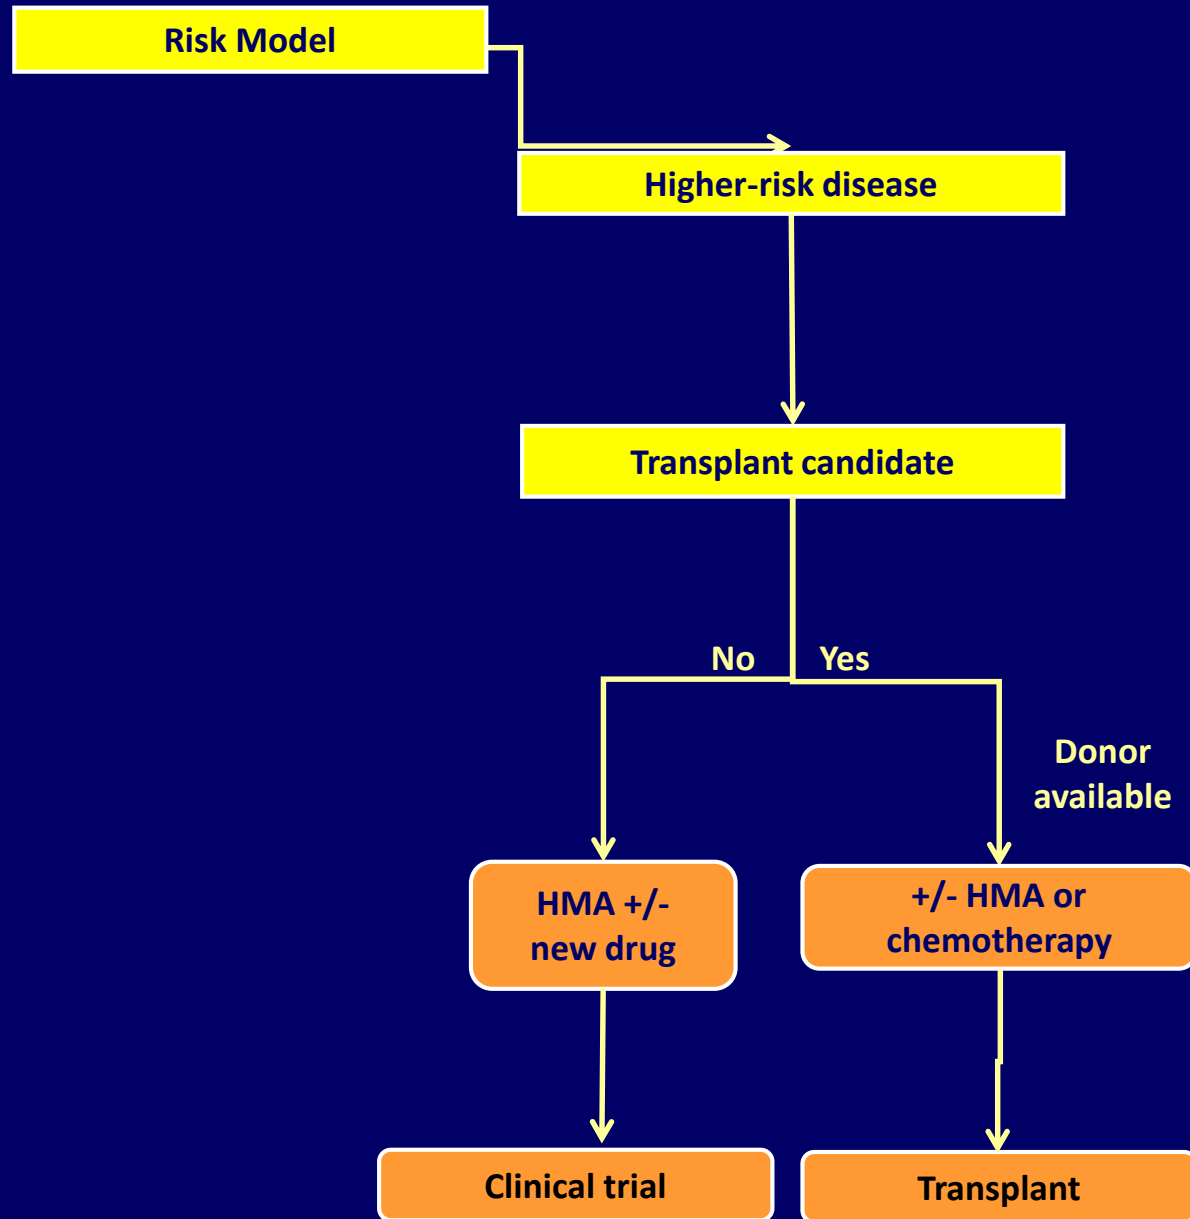 Risk Model
Higher-risk disease
Transplant candidate
No
Yes
Donor
available
HMA +/-
new drug
+/- HMA or
chemotherapy
Clinical trial
Transplant